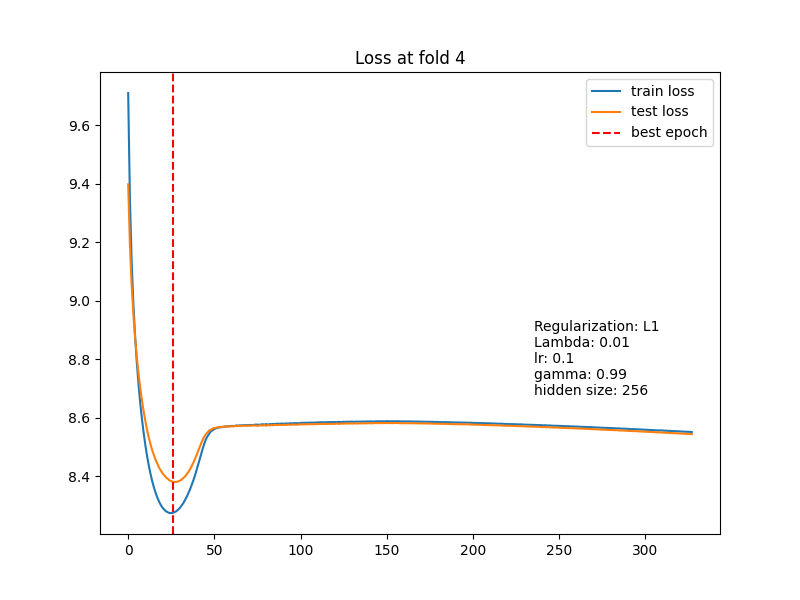 Loss at fold 4
train loss
test loss
best epoch
9.6
9.4
9.2
9.0
8.8
8.6
8.4
Regularization: L1
Lambda: 0.01
lr: 0.1
gamma: 0.99
hidden size: 256
0 50 100 150 200 250 300